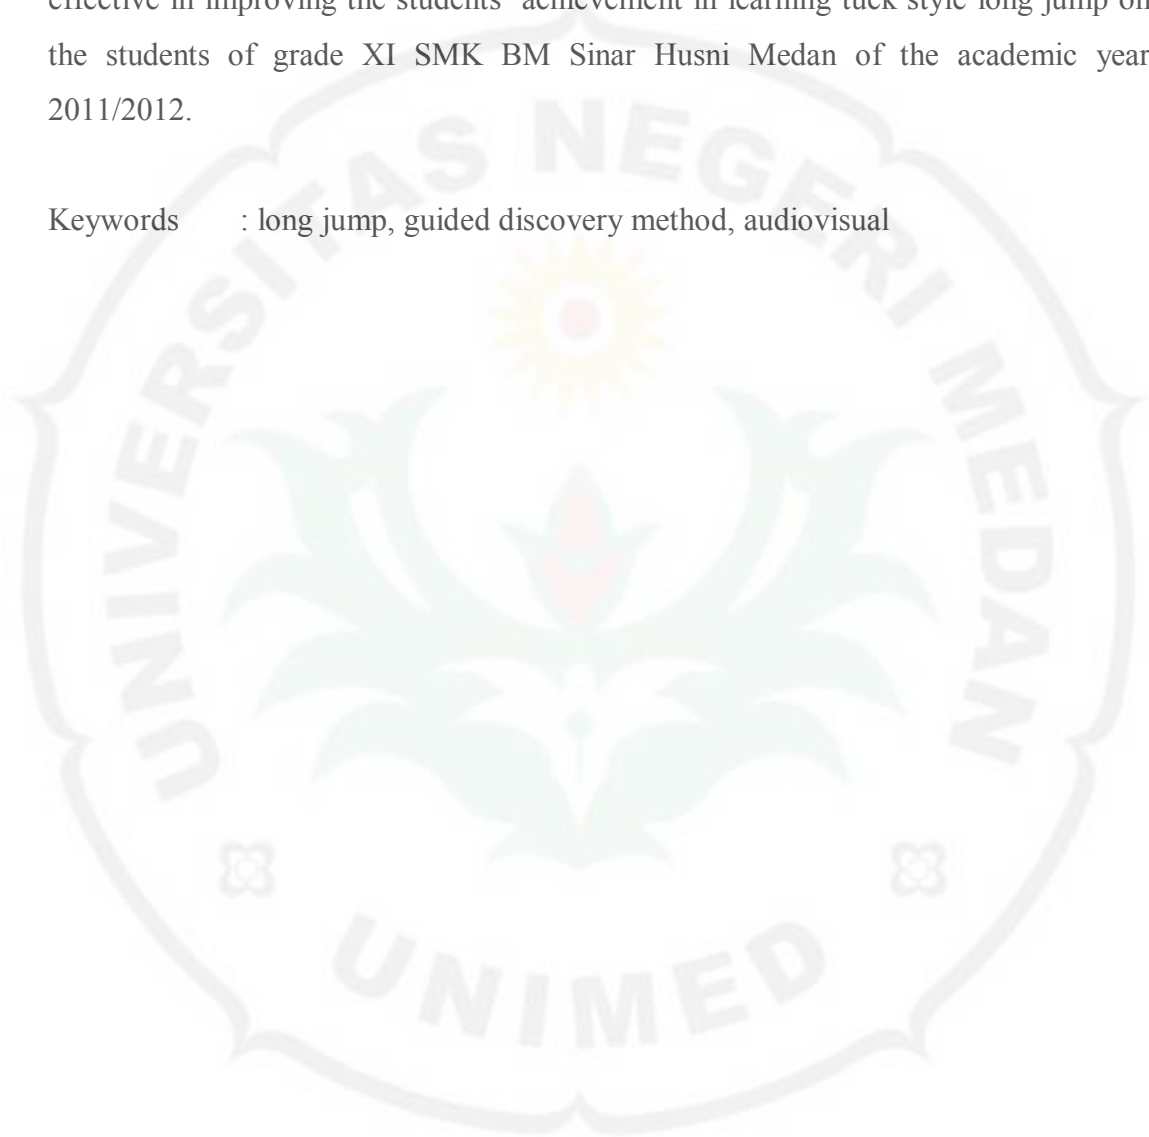 effective in improving the students' achievement in learning tuck style long jump on
the students of grade XI SMK BM Sinar Husni Medan of the academic year
2011/2012.
Keywords : long jump, guided discovery method, audiovisual
UNIVERSITAS NEGERI MEDAN
UNIMED